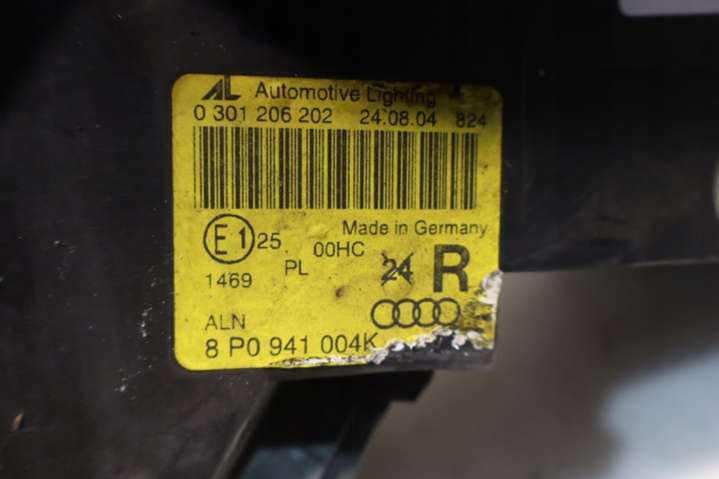 AL Automotive Lighting
0 301 206 202 24.08.04 824
E1 25 00HC Made in Germany
1469 PL 24 R
ALN
8 P0 941 004K